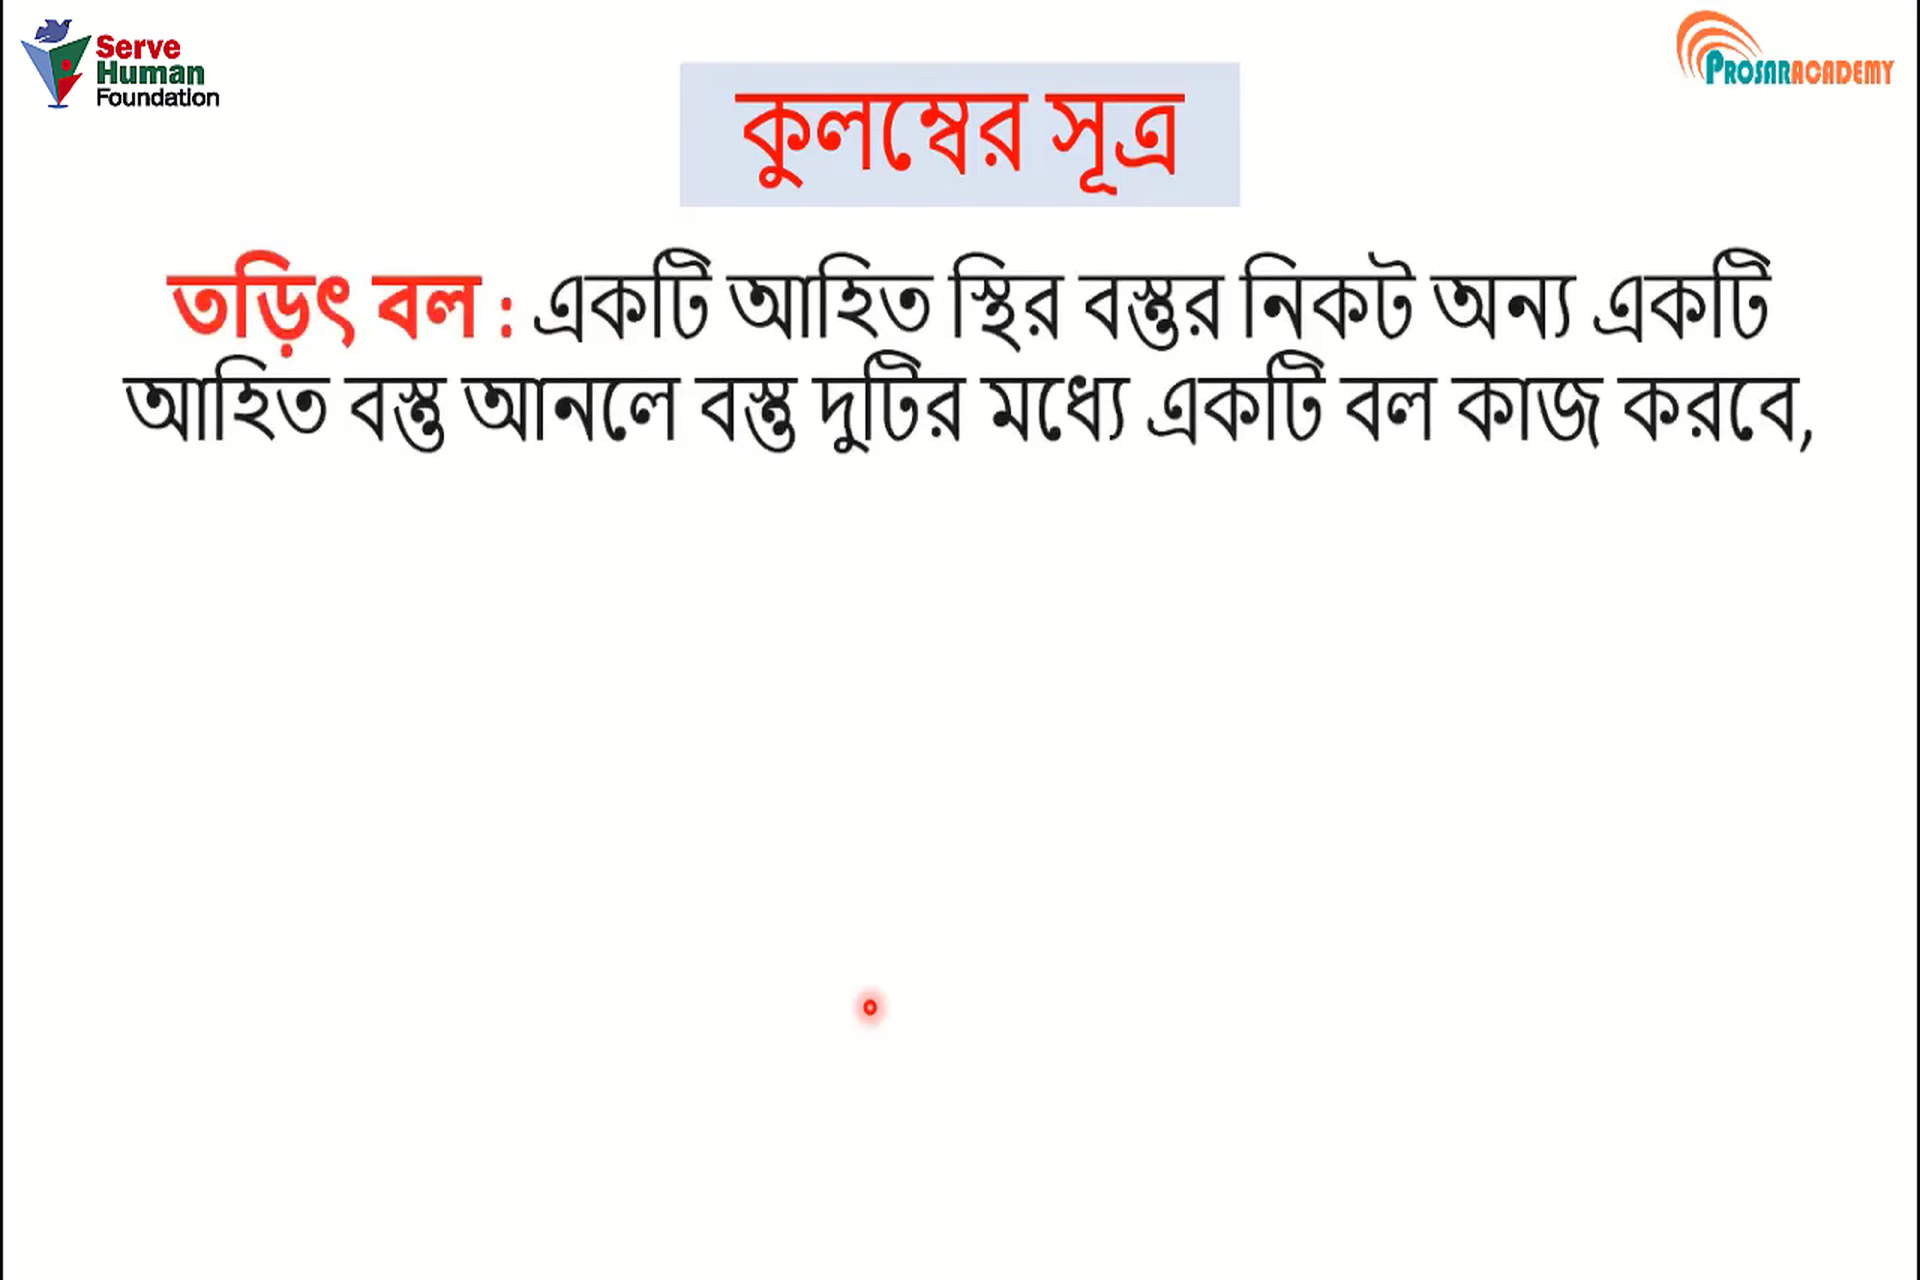 Serve
Human
Foundation
PROSARACADEMY
কুলম্বের সূত্র
তড়িৎ বল : একটি আহিত স্থির বস্তুর নিকট অন্য একটি
আহিত বস্তু আনলে বস্তু দুটির মধ্যে একটি বল কাজ করবে,